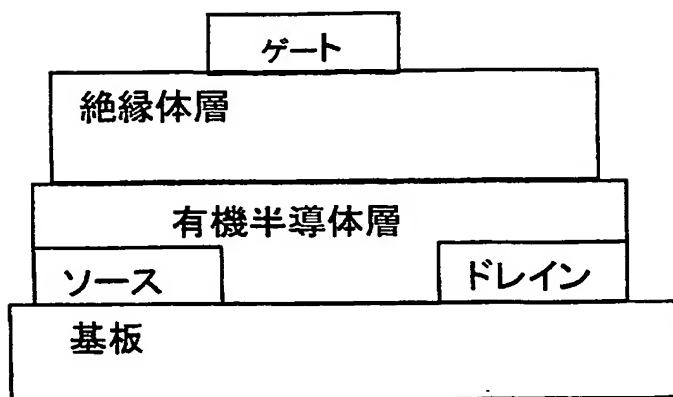 ゲート
絶縁体層
有機半導体層
ソース
ドレイン
基板